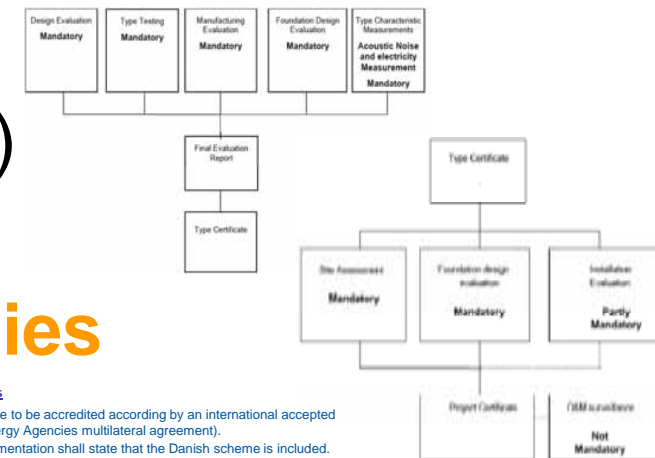 Design Evaluation
Mandatory
Type Testing
Mandatory
Manufacturing
Evaluation
Mandatory
Foundation Design
Evaluation
Mandatory
Type Characteristic
Measurements
Acoustic Noise
and electricity
Measurement
Mandatory
)
Final Evaluation
Report
Type Certificate
Type Certificate
Site Assessment
Mandatory
Foundation design
evaluation
Mandatory
Installation
Evaluation
Partly
Mandatory
Project Certificate
O&M surveillance
Not
Mandatory
ies
s
e to be accredited according by an international accepted
rgy Agencies multilateral agreement).
mentation shall state that the Danish scheme is included.